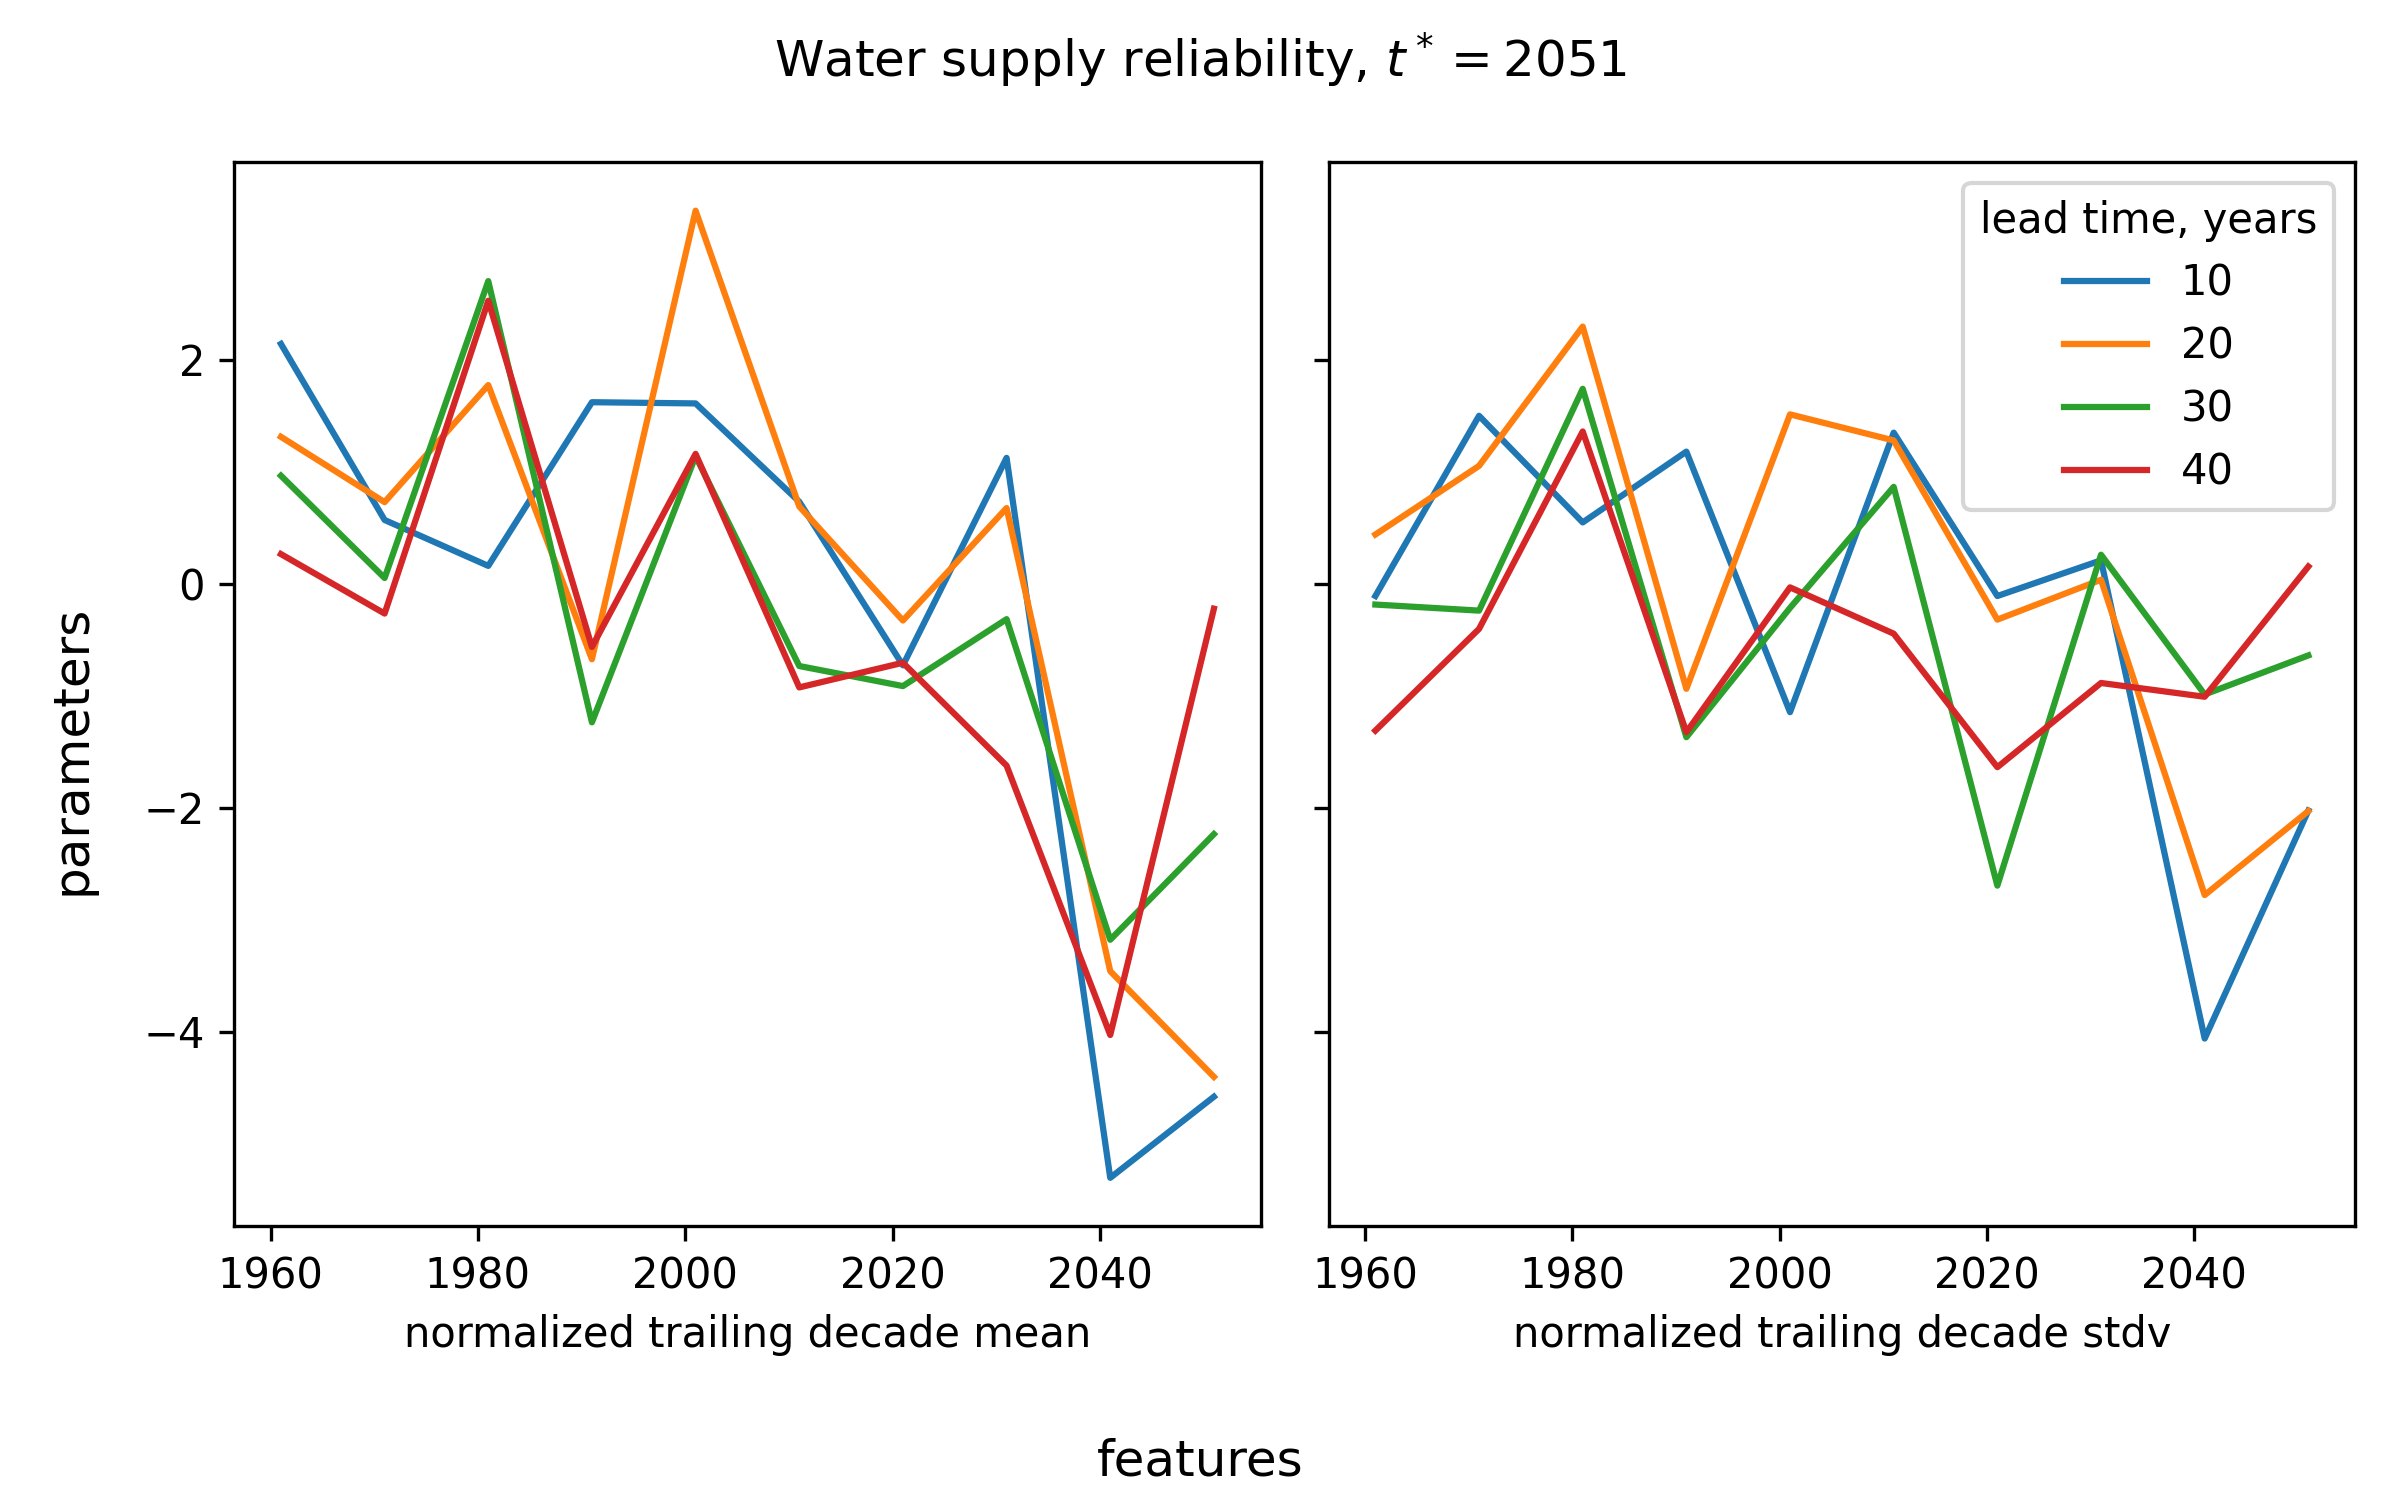 Water supply reliability, t* = 2051
parameters
2
0
−2
−4
1960 1980 2000 2020 2040
normalized trailing decade mean
lead time, years
10
20
30
40
1960 1980 2000 2020 2040
normalized trailing decade stdv
features